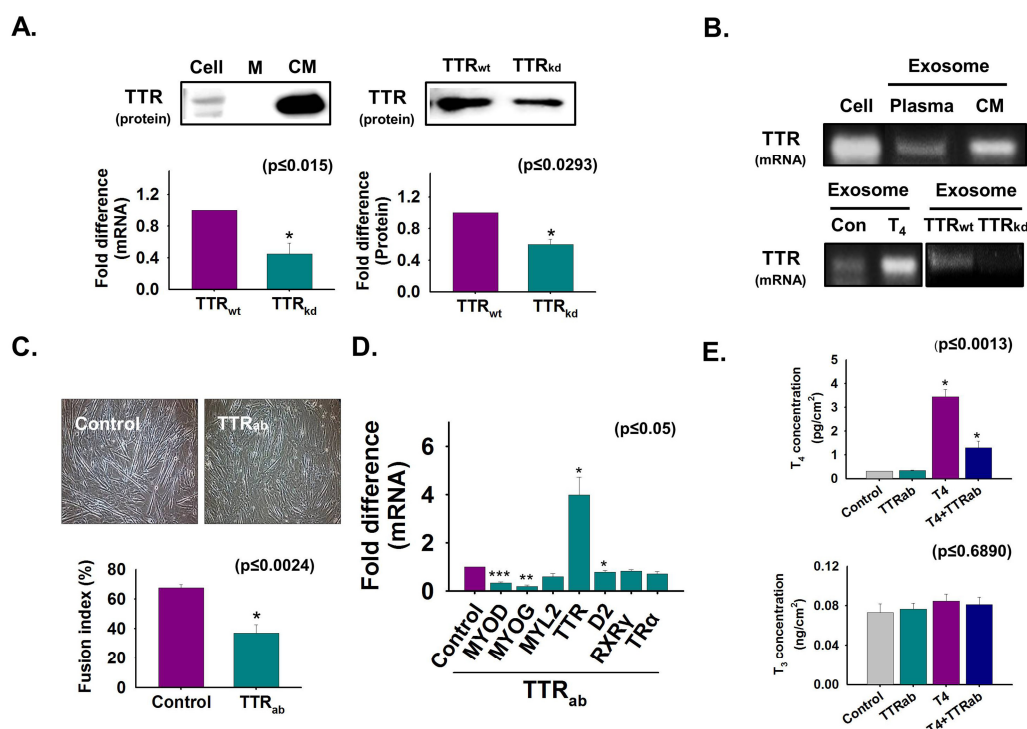 A.
Cell M CM
TTR
(protein)
TTRwt TTRkd
TTR
(protein)
(p≤0.015)
Fold difference
(mRNA)
1.2
0.8
0.4
0.0
*
TTRwt TTRkd
(p≤0.0293)
Fold difference
(Protein)
1.2
0.8
0.4
0.0
*
TTRwt TTRkd
B.
Exosome
Cell Plasma CM
TTR
(mRNA)
Exosome Exosome
Con T4 TTRwt TTRkd
TTR
(mRNA)
C.
Control
TTRab
(p≤0.0024)
Fusion index (%)
80
60
40
20
0
*
Control TTRab
D.
(p≤0.05)
Fold difference
(mRNA)
6
4
2
0
***
**
*
*
Control
MYOD
MYOG
MYL2
TTR
D2
RXRγ
TRα
TTRab
E.
(p≤0.0013)
T4 concentration
(pg/cm2)
5
4
3
2
1
0
*
*
Control
TTRab
T4
T4+TTRab
(p≤0.6890)
T3 concentration
(ng/cm2)
0.12
0.08
0.04
0.00
Control
TTRab
T4
T4+TTRab